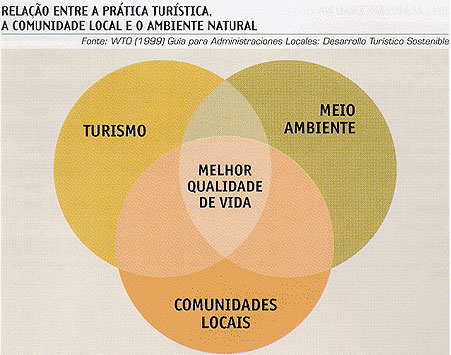 RELAÇÃO ENTRE A PRÁTICA TURÍSTICA,
A COMUNIDADE LOCAL E O AMBIENTE NATURAL
Fonte: WTO (1999) Guia para Administraciones Locales: Desarrollo Turístico Sostenible
TURISMO
MEIO
AMBIENTE
MELHOR
QUALIDADE
DE VIDA
COMUNIDADES
LOCAIS